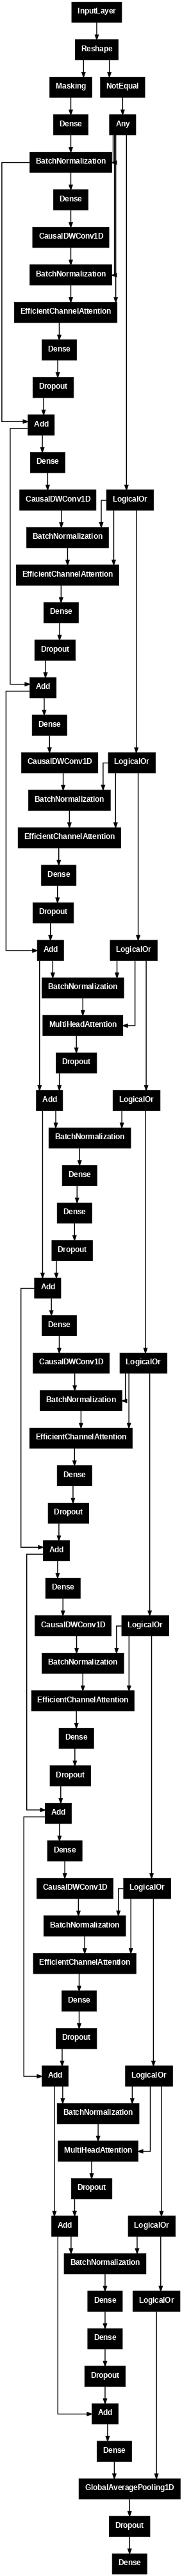 InputLayer
Reshape
Masking NotEqual
Dense Any
BatchNormalization
Dense
CausalDWConv1D
BatchNormalization
EfficientChannelAttention
Dense
Dropout
Add
Dense
CausalDWConv1D LogicalOr
BatchNormalization
EfficientChannelAttention
Dense
Dropout
Add
Dense
CausalDWConv1D LogicalOr
BatchNormalization
EfficientChannelAttention
Dense
Dropout
Add LogicalOr
BatchNormalization
MultiHeadAttention
Dropout
Add LogicalOr
BatchNormalization
Dense
Dense
Dropout
Add
Dense
CausalDWConv1D LogicalOr
BatchNormalization
EfficientChannelAttention
Dense
Dropout
Add
Dense
CausalDWConv1D LogicalOr
BatchNormalization
EfficientChannelAttention
Dense
Dropout
Add
Dense
CausalDWConv1D LogicalOr
BatchNormalization
EfficientChannelAttention
Dense
Dropout
Add LogicalOr
BatchNormalization
MultiHeadAttention
Dropout
Add LogicalOr
BatchNormalization
Dense LogicalOr
Dense
Dropout
Add
Dense
GlobalAveragePooling1D
Dropout
Dense